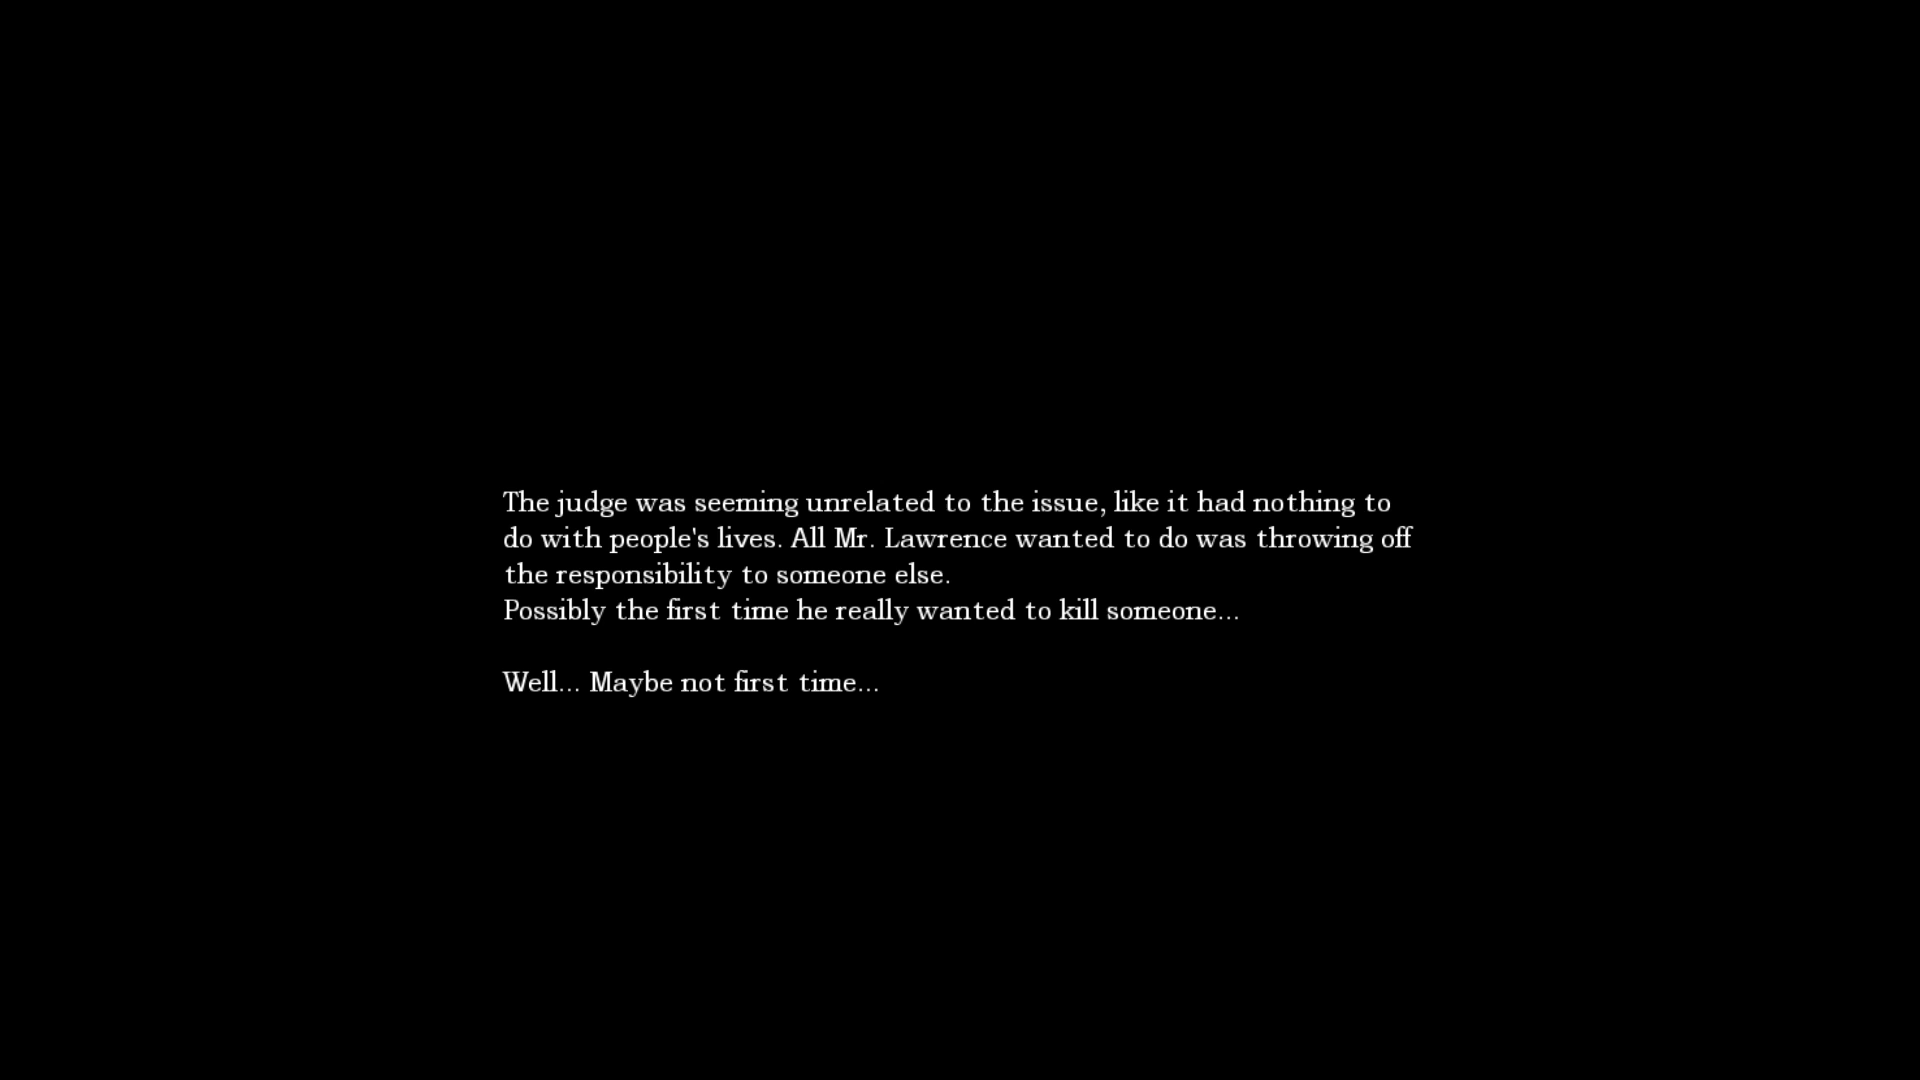 The judge was seeming unrelated to the issue, like it had nothing to
do with people's lives. All Mr. Lawrence wanted to do was throwing off
the responsibility to someone else.
Possibly the first time he really wanted to kill someone...
Well... Maybe not first time...